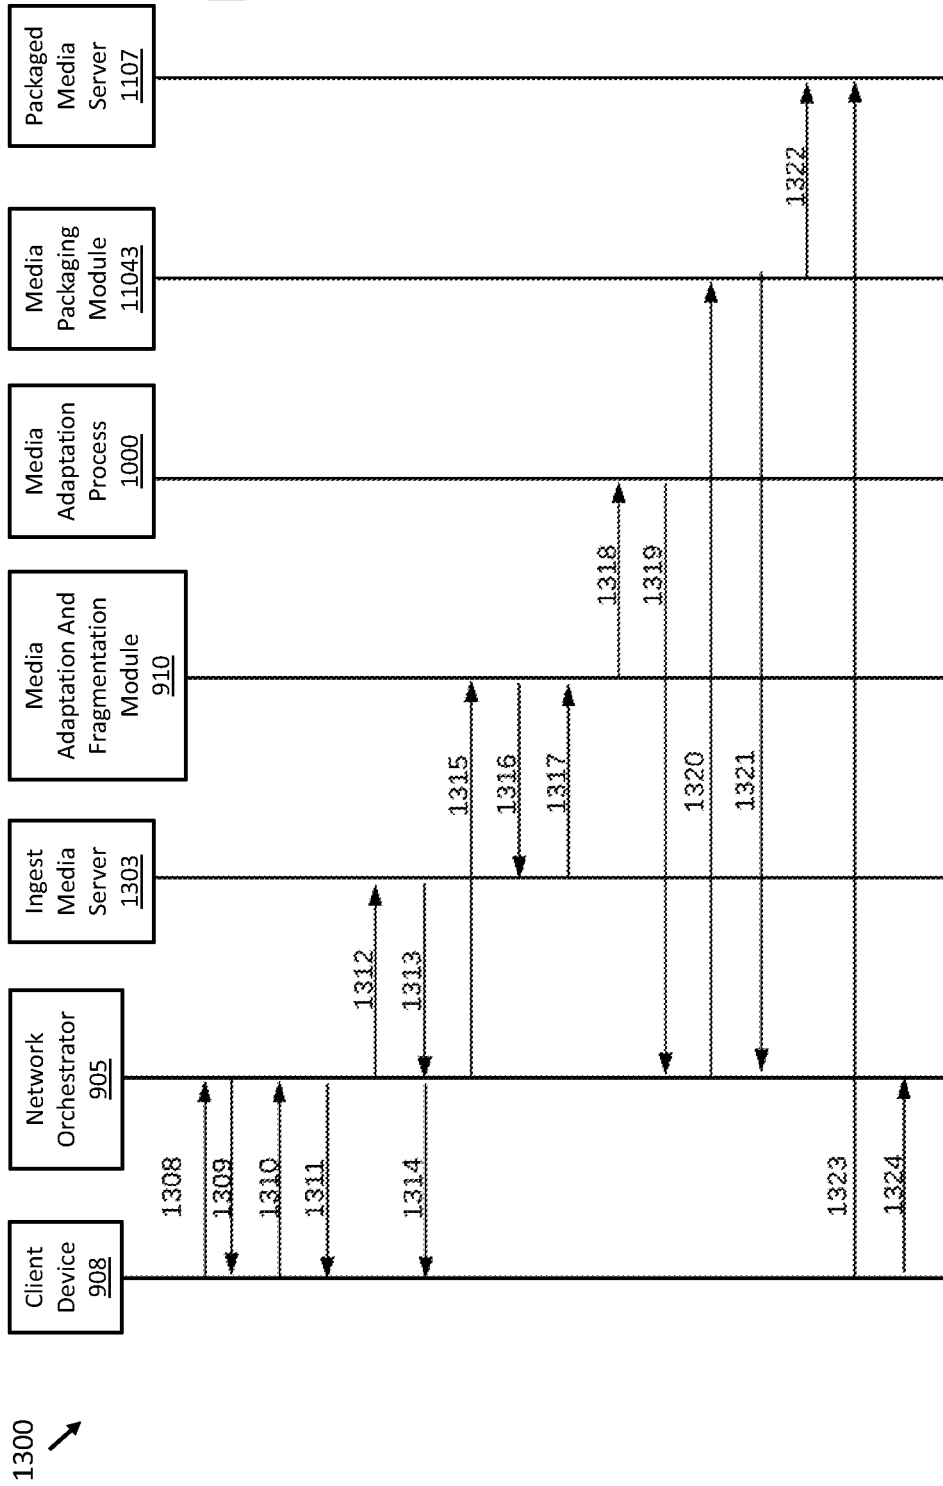 1300
Client
Device
908
Network
Orchestrator
905
Ingest
Media
Server
1303
Media
Adaptation And
Fragmentation
Module
910
Media
Adaptation
Process
1000
Media
Packaging
Module
11043
Packaged
Media
Server
1107
1308
1309
1310
1311
1312
1313
1314
1315
1316
1317
1318
1319
1320
1321
1322
1323
1324